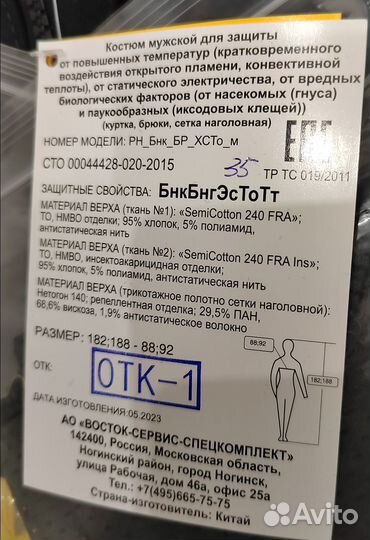 Костюм мужской для защиты
от повышенных температур (кратковременного
воздействия открытого пламени, конвективной
теплоты), от статического электричества, от вредных
биологических факторов (от насекомых (гнуса)
и паукообразных (иксодовых клещей))
(куртка, брюки, сетка наголовная)
НОМЕР МОДЕЛИ: РН_Бнк_БР_ХСТо_м
СТО 00044428-020-2015
35
ЕАС
ТР ТС 019/2011
ЗАЩИТНЫЕ СВОЙСТВА: БнкБнгЭсТоТт
МАТЕРИАЛ ВЕРХА (ткань №1): «SemiCotton 240 FRA»;
ТО, НМВО отделки; 95% хлопок, 5% полиамид,
антистатическая нить
МАТЕРИАЛ ВЕРХА (ткань №2): «SemiCotton 240 FRA Ins»;
ТО, НМВО, инсектоакарицидная отделки;
95% хлопок, 5% полиамид, антистатическая нить
МАТЕРИАЛ ВЕРХА (трикотажное полотно сетки наголовной):
Нетогон 140; репеллентная отделка; 29,5% ПАН,
68,6% вискоза, 1,9% антистатическое волокно
РАЗМЕР: 182;188 - 88;92
88;92
182;188
ОТК:
ОТК-1
ДАТА ИЗГОТОВЛЕНИЯ:05.2023
АО «ВОСТОК-СЕРВИС-СПЕЦКОМПЛЕКТ»
142400, Россия, Московская область,
Ногинский район, город Ногинск,
улица Рабочая, дом 46а, офис 25а
Тел.: +7(495)665-75-75
Страна-изготовитель: Китай
Avito